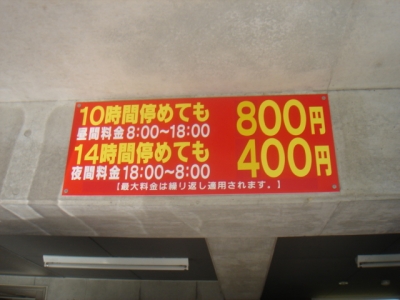 10時間停めても 800円
昼間料金 8:00～18:00
14時間停めても 400円
夜間料金 18:00～8:00
【最大料金は繰り返し適用されます。】